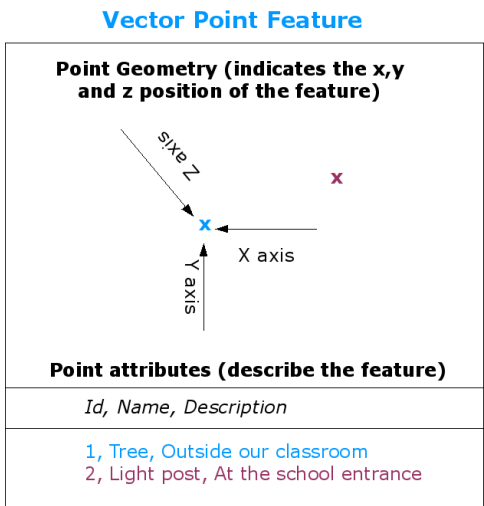 Vector Point Feature
Point Geometry (indicates the x,y
and z position of the feature)
Z axis
x
x
X axis
Y axis
Point attributes (describe the feature)
Id, Name, Description
1, Tree, Outside our classroom
2, Light post, At the school entrance